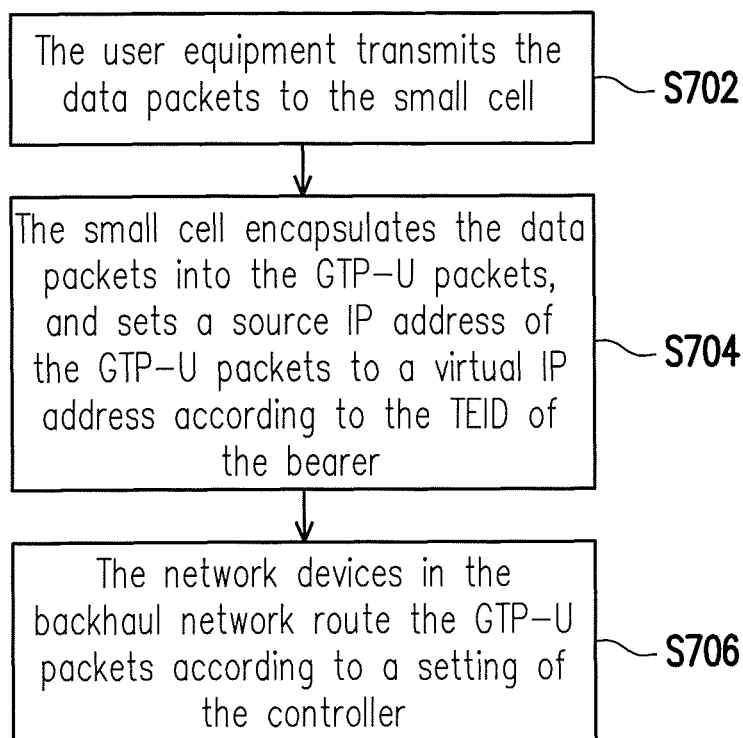 The user equipment transmits the
data packets to the small cell
S702
The small cell encapsulates the data
packets into the GTP-U packets,
and sets a source IP address of
the GTP-U packets to a virtual IP
address according to the TEID of
the bearer
S704
The network devices in the
backhaul network route the GTP-U
packets according to a setting of
the controller
S706